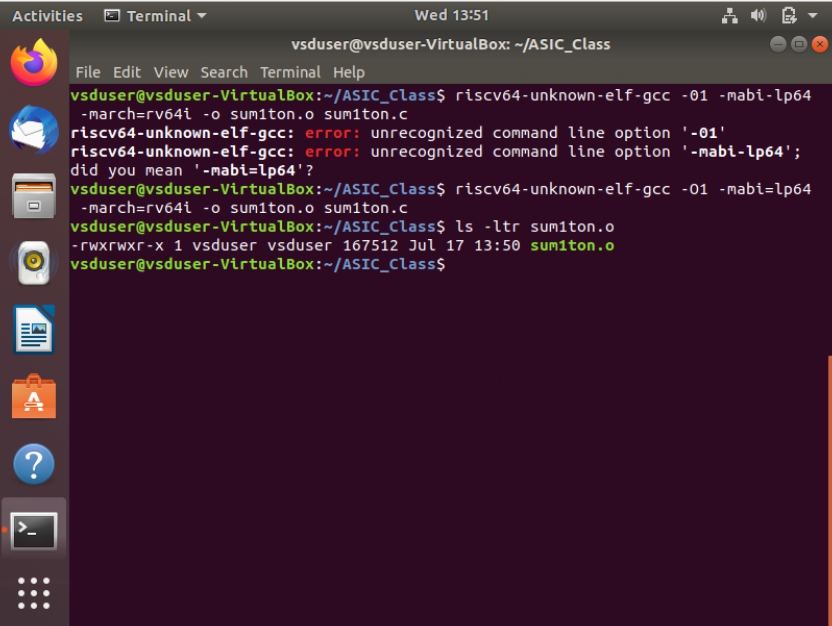 Activities Terminal Wed 13:51
vsduser@vsduser-VirtualBox: ~/ASIC_Class
File Edit View Search Terminal Help
vsduser@vsduser-VirtualBox:~/ASIC_Class$ riscv64-unknown-elf-gcc -01 -mabi-lp64
-march=rv64i -o sum1ton.o sum1ton.c
riscv64-unknown-elf-gcc: error: unrecognized command line option '-01'
riscv64-unknown-elf-gcc: error: unrecognized command line option '-mabi-lp64';
did you mean '-mabi=lp64'?
vsduser@vsduser-VirtualBox:~/ASIC_Class$ riscv64-unknown-elf-gcc -O1 -mabi=lp64
-march=rv64i -o sum1ton.o sum1ton.c
vsduser@vsduser-VirtualBox:~/ASIC_Class$ ls -ltr sum1ton.o
-rwxrwxr-x 1 vsduser vsduser 167512 Jul 17 13:50 sum1ton.o
vsduser@vsduser-VirtualBox:~/ASIC_Class$